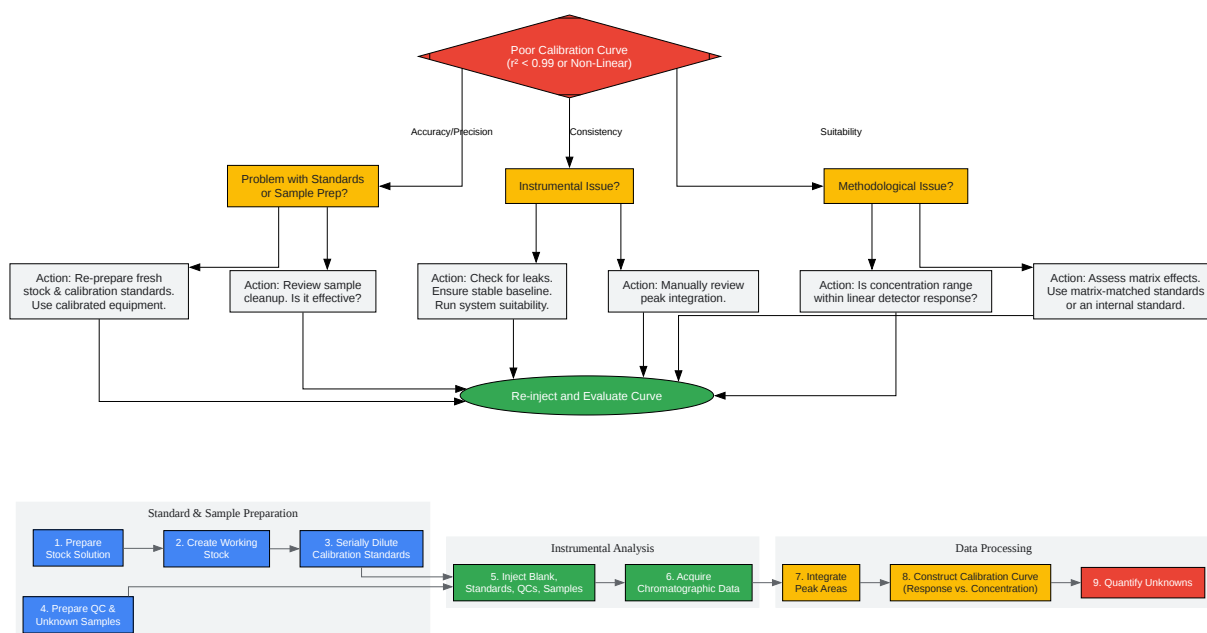 Poor Calibration Curve
(r² < 0.99 or Non-Linear)
Accuracy/Precision
Consistency
Suitability
Problem with Standards
or Sample Prep?
Instrumental Issue?
Methodological Issue?
Action: Re-prepare fresh
stock & calibration standards.
Use calibrated equipment.
Action: Review sample
cleanup. Is it effective?
Action: Check for leaks.
Ensure stable baseline.
Run system suitability.
Action: Manually review
peak integration.
Action: Is concentration range
within linear detector response?
Action: Assess matrix effects.
Use matrix-matched standards
or an internal standard.
Re-inject and Evaluate Curve
Standard & Sample Preparation
1. Prepare
Stock Solution
2. Create Working
Stock
3. Serially Dilute
Calibration Standards
4. Prepare QC &
Unknown Samples
Instrumental Analysis
5. Inject Blank,
Standards, QCs, Samples
6. Acquire
Chromatographic Data
Data Processing
7. Integrate
Peak Areas
8. Construct Calibration Curve
(Response vs. Concentration)
9. Quantify Unknowns